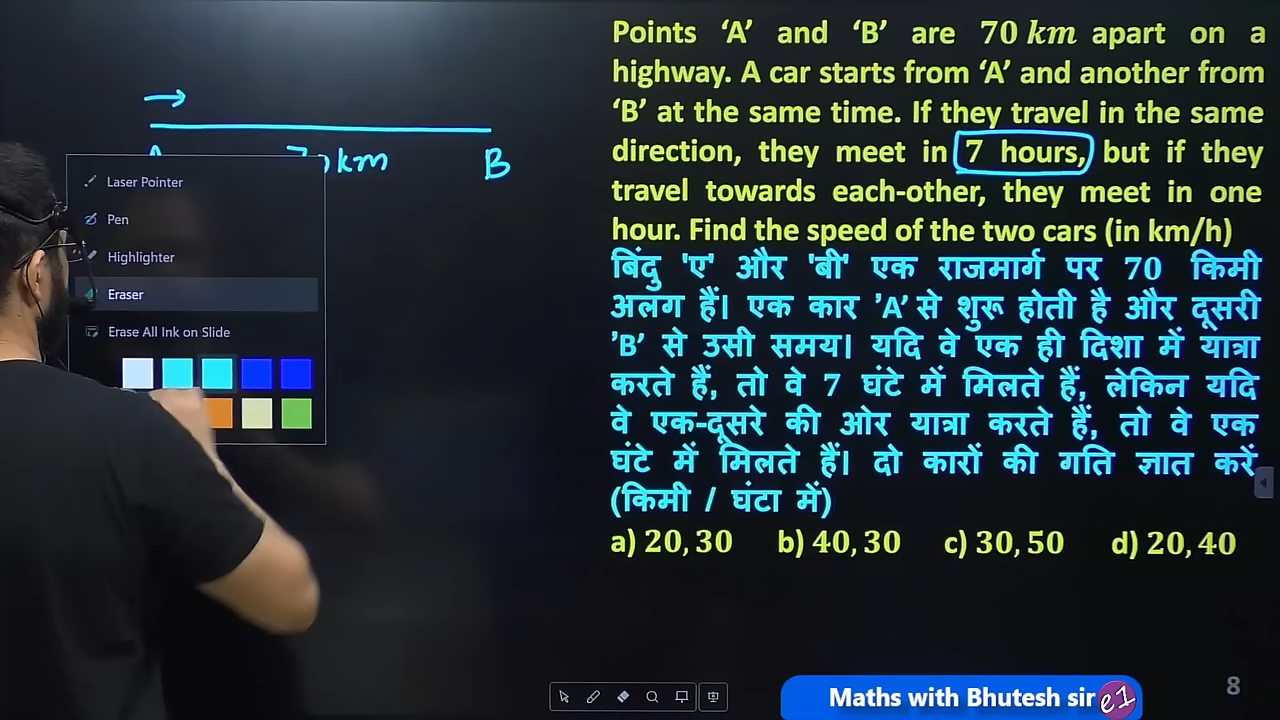 Points ‘A’ and ‘B’ are 70 km apart on a
highway. A car starts from ‘A’ and another from
‘B’ at the same time. If they travel in the same
direction, they meet in 7 hours, but if they
travel towards each-other, they meet in one
hour. Find the speed of the two cars (in km/h)
बिंदु 'ए' और 'बी' एक राजमार्ग पर 70 किमी
अलग हैं। एक कार ’A’ से शुरू होती है और दूसरी
’B’ से उसी समय। यदि वे एक ही दिशा में यात्रा
करते हैं, तो वे 7 घंटे में मिलते हैं, लेकिन यदि
वे एक-दूसरे की ओर यात्रा करते हैं, तो वे एक
घंटे में मिलते हैं। दो कारों की गति ज्ञात करें
(किमी / घंटा में)
a) 20, 30 b) 40, 30 c) 30, 50 d) 20, 40
km B
Laser Pointer
Pen
Highlighter
Eraser
Erase All Ink on Slide
Maths with Bhutesh sir e1
8